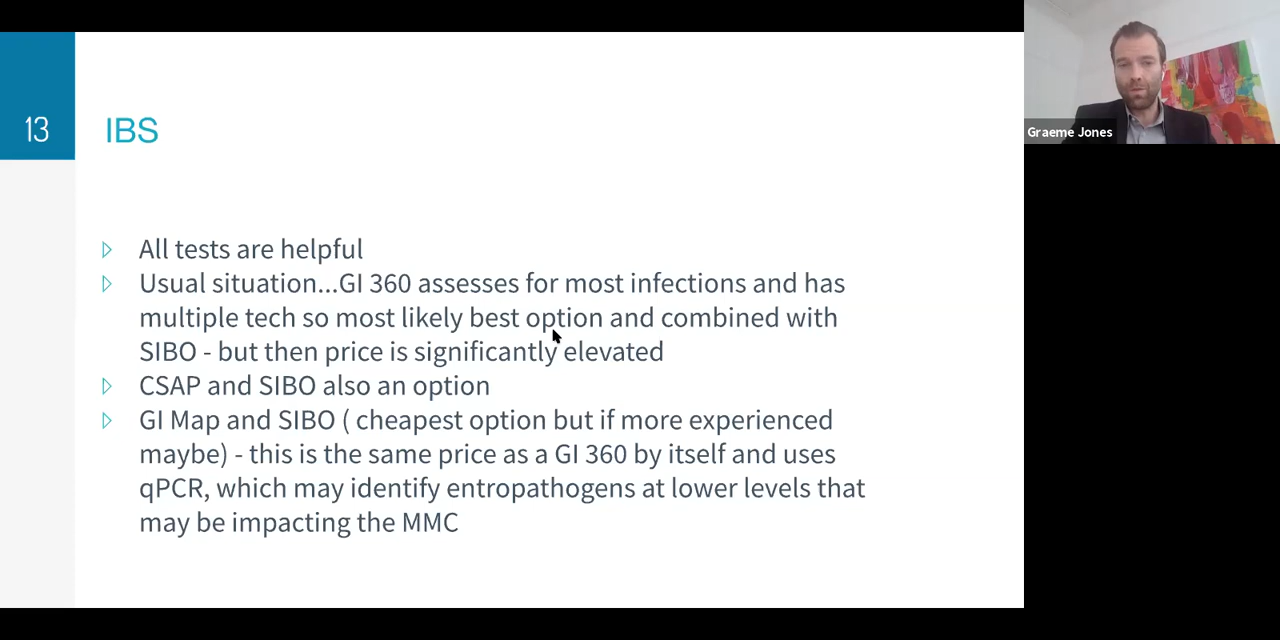 13
IBS
All tests are helpful
Usual situation...GI 360 assesses for most infections and has
multiple tech so most likely best option and combined with
SIBO - but then price is significantly elevated
CSAP and SIBO also an option
GI Map and SIBO ( cheapest option but if more experienced
maybe) - this is the same price as a GI 360 by itself and uses
qPCR, which may identify entropathogens at lower levels that
may be impacting the MMC
Graeme Jones